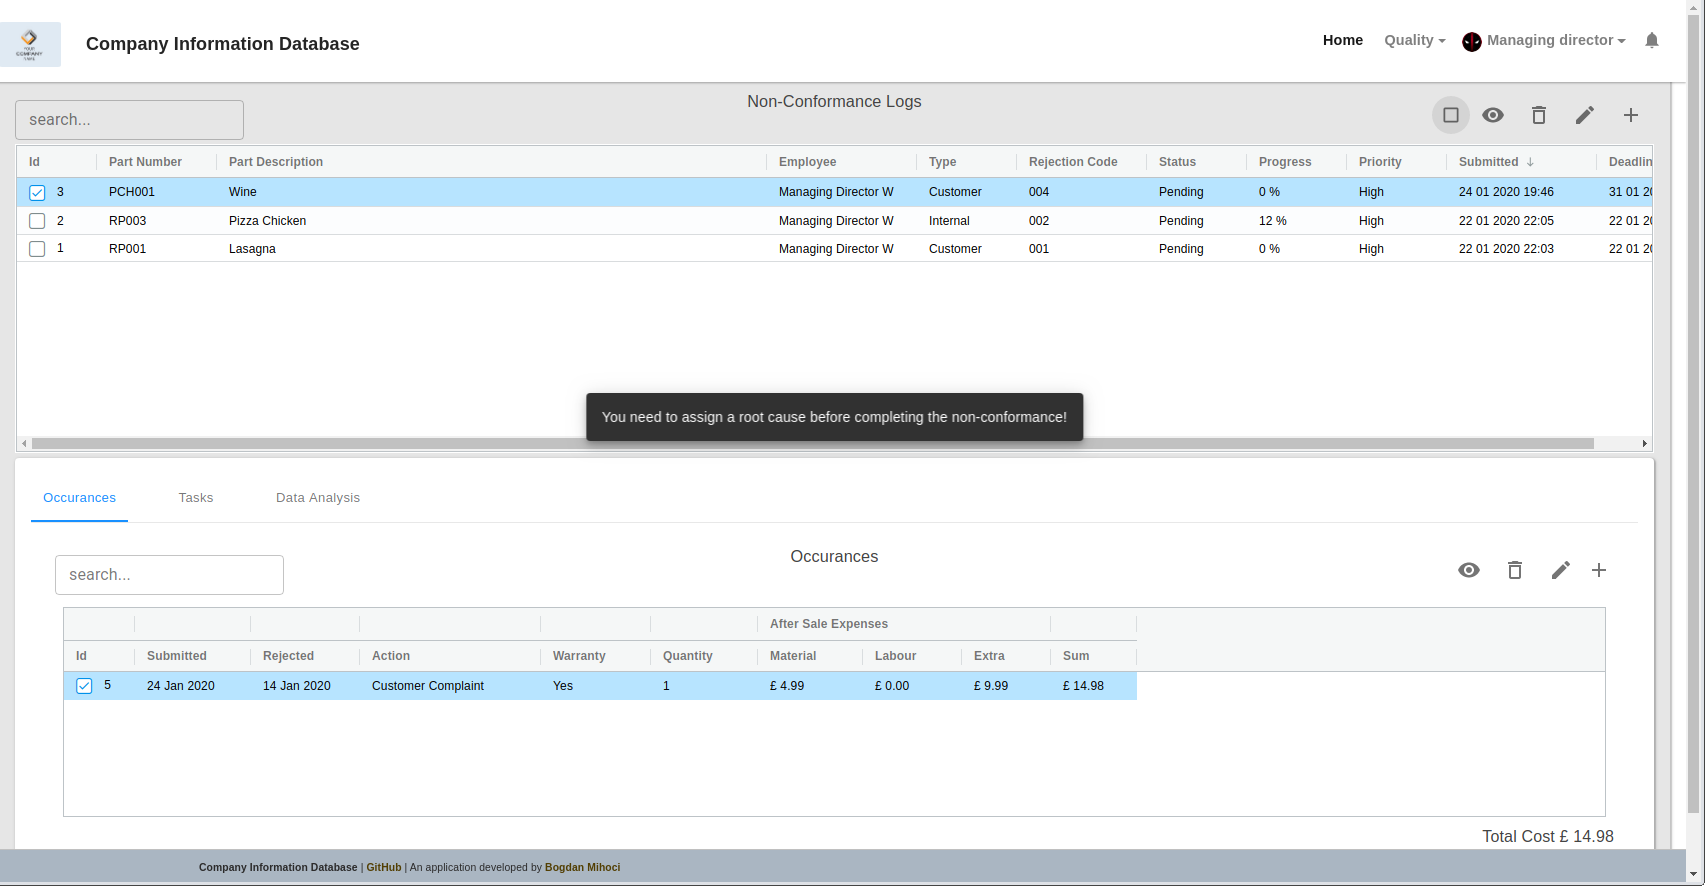 YOUR
COMPANY
Company Information Database
Home
Quality
Managing director
search...
Non-Conformance Logs
Id Part Number Part Description Employee Type Rejection Code Status Progress Priority Submitted ↓ Deadlin
3 PCH001 Wine Managing Director W Customer 004 Pending 0 % High 24 01 2020 19:46 31 01 20
2 RP003 Pizza Chicken Managing Director W Internal 002 Pending 12 % High 22 01 2020 22:05 22 01 20
1 RP001 Lasagna Managing Director W Customer 001 Pending 0 % High 22 01 2020 22:03 22 01 20
You need to assign a root cause before completing the non-conformance!
Occurances Tasks Data Analysis
search...
Occurances
After Sale Expenses
Id Submitted Rejected Action Warranty Quantity Material Labour Extra Sum
5 24 Jan 2020 14 Jan 2020 Customer Complaint Yes 1 £ 4.99 £ 0.00 £ 9.99 £ 14.98
Total Cost £ 14.98
Company Information Database | GitHub | An application developed by Bogdan Mihoci